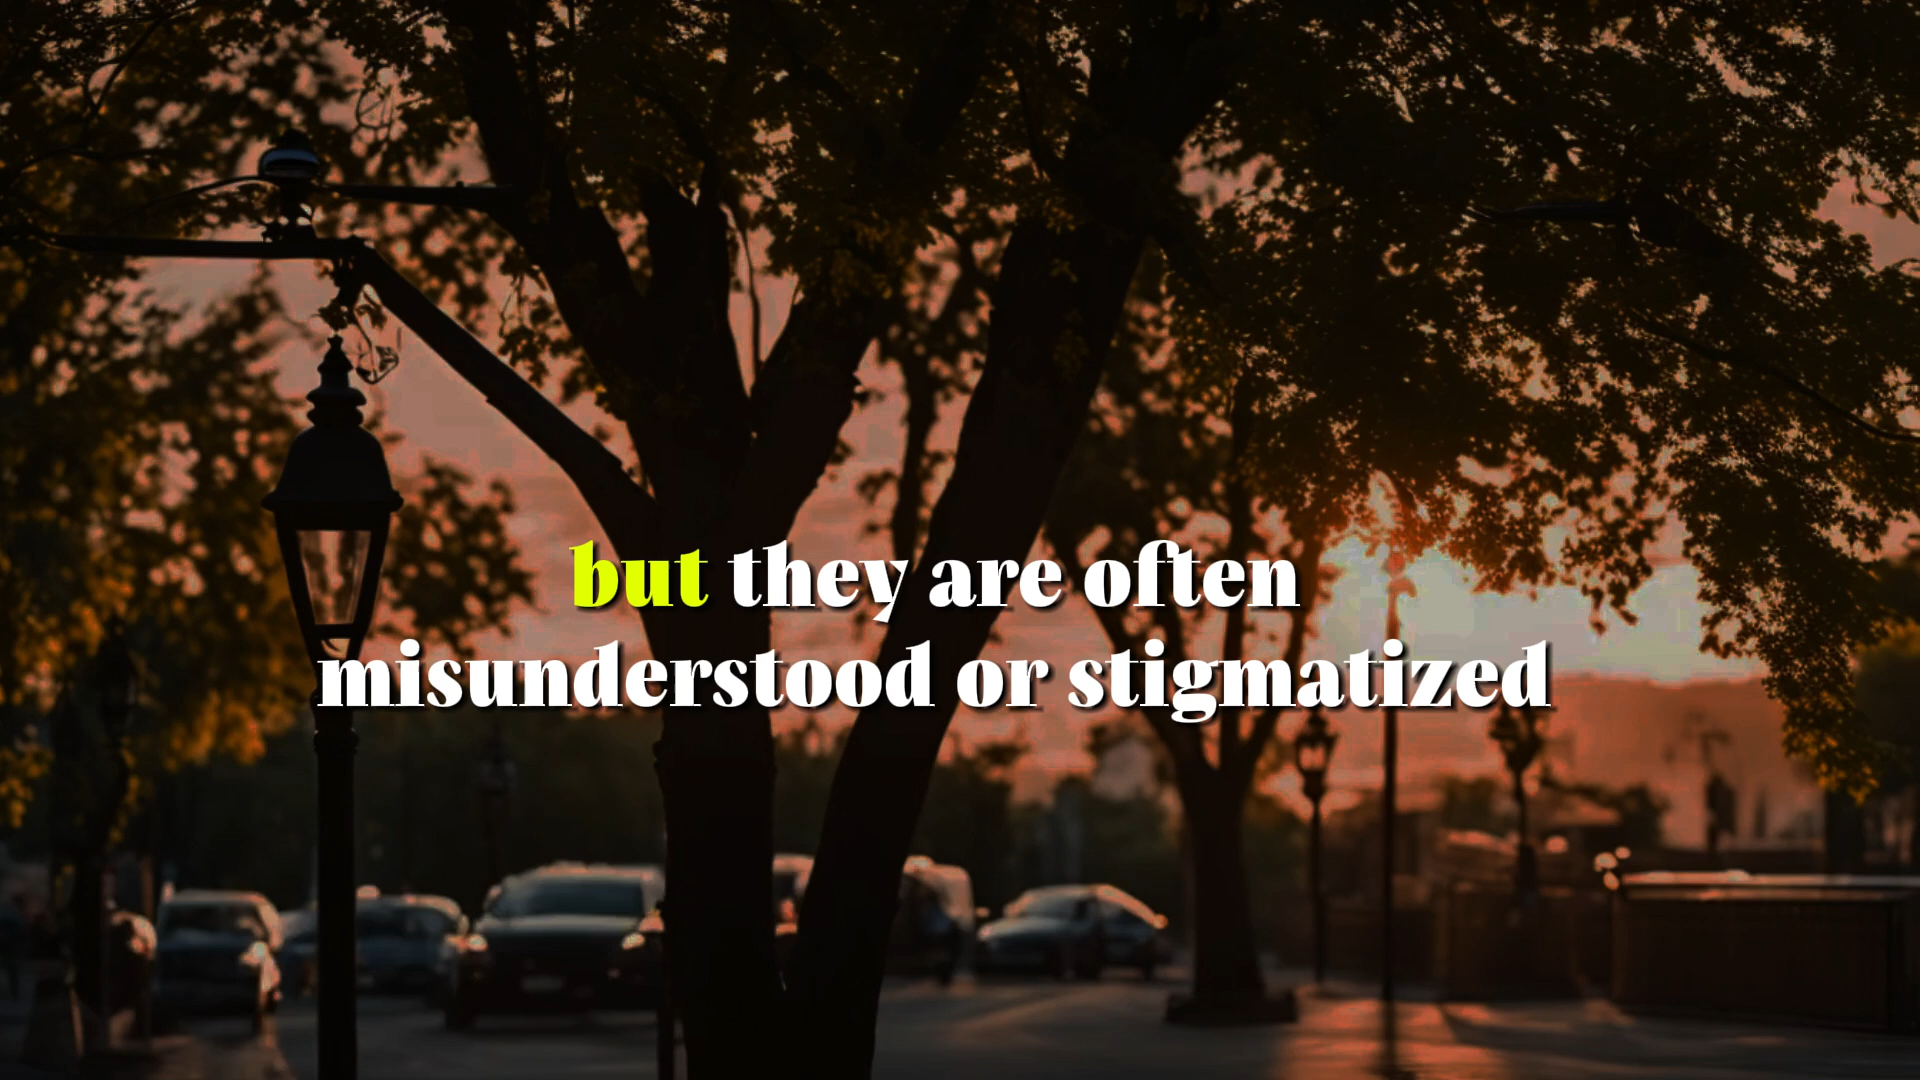 but they are often
misunderstood or stigmatized